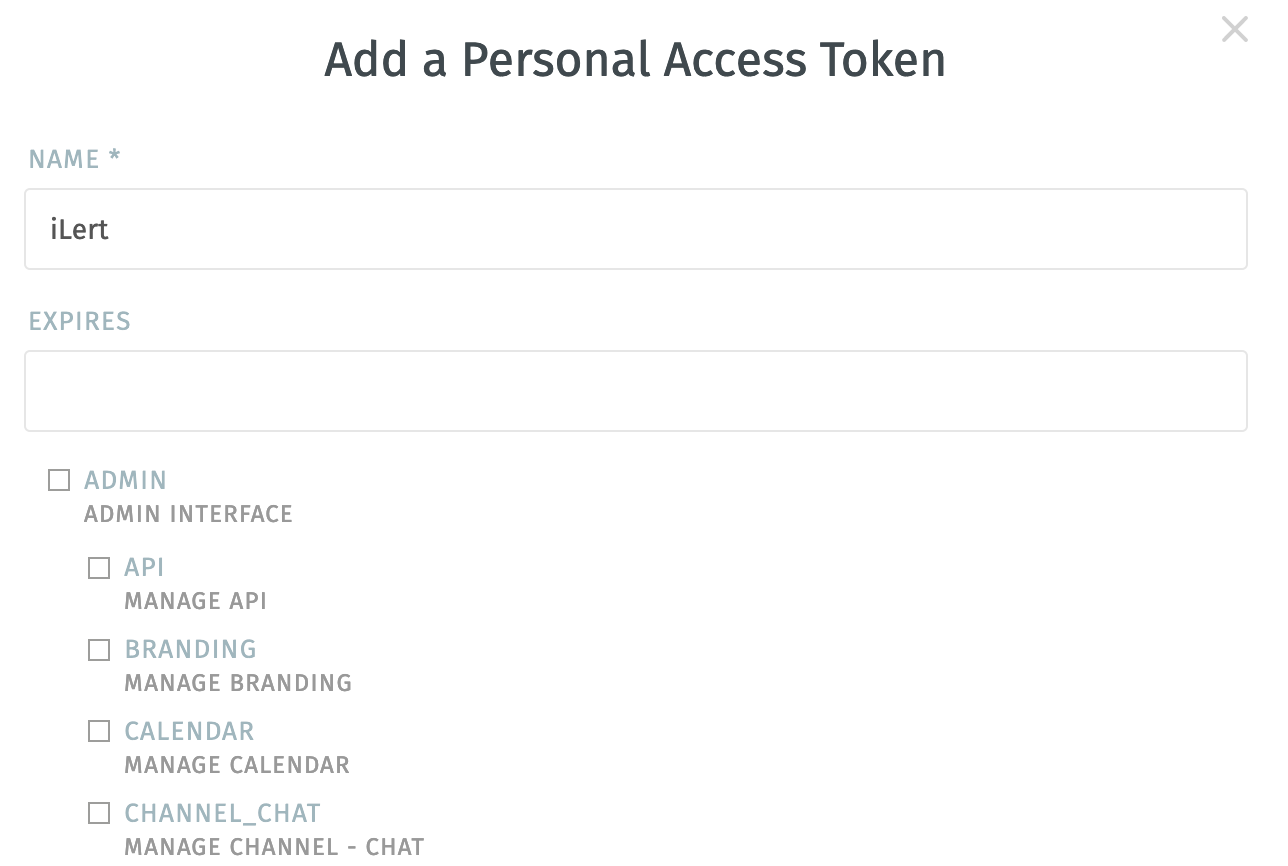 Add a Personal Access Token
NAME *
iLert
EXPIRES
ADMIN
ADMIN INTERFACE
API
MANAGE API
BRANDING
MANAGE BRANDING
CALENDAR
MANAGE CALENDAR
CHANNEL_CHAT
MANAGE CHANNEL - CHAT